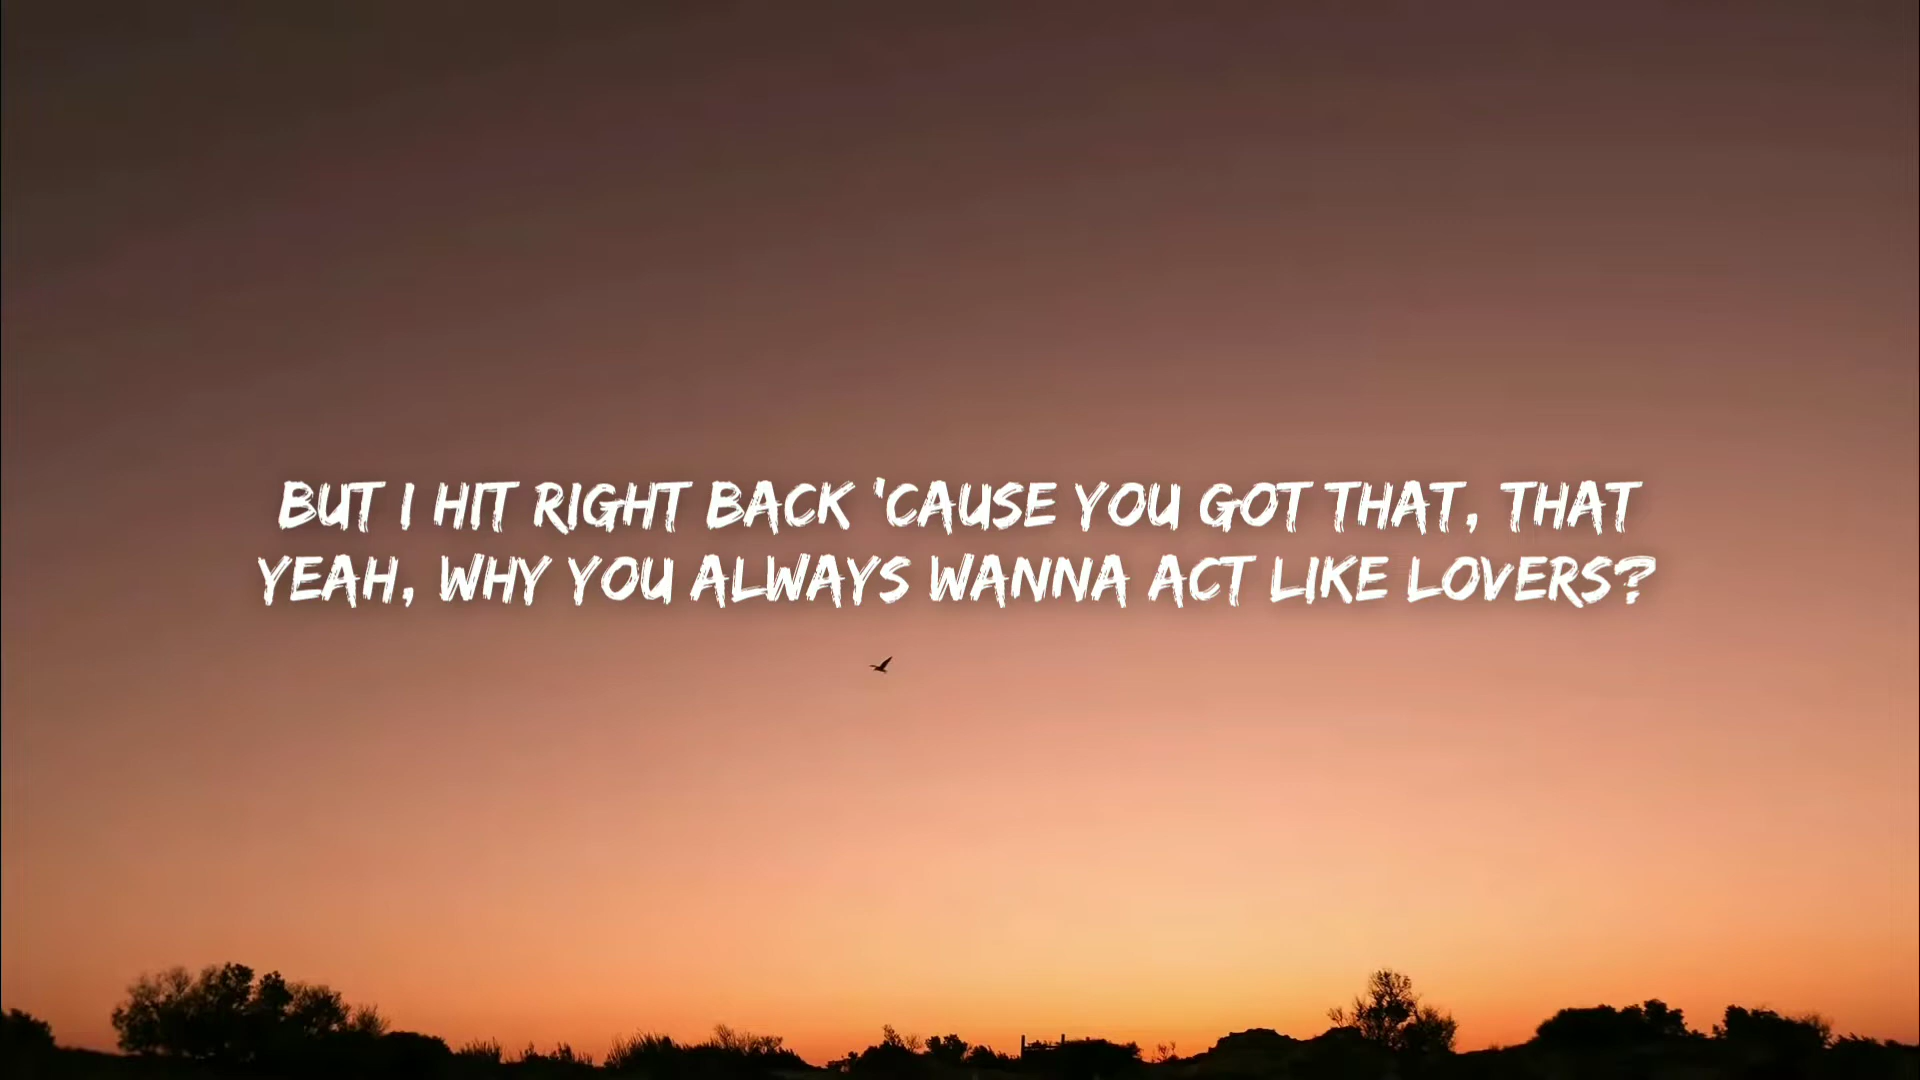 BUT I HIT RIGHT BACK 'CAUSE YOU GOT THAT, THAT
YEAH, WHY YOU ALWAYS WANNA ACT LIKE LOVERS?